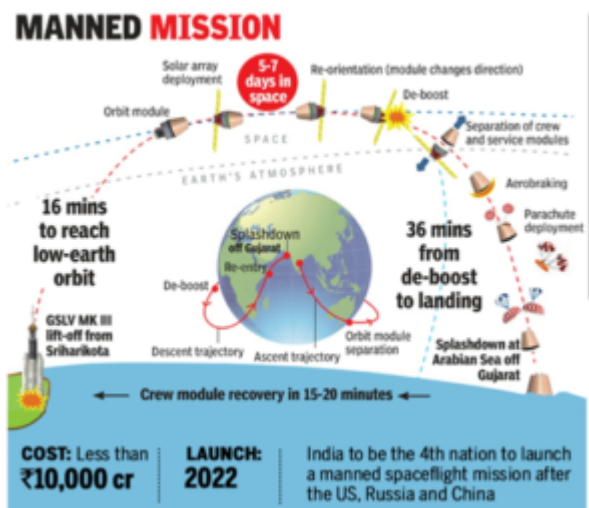 MANNED MISSION
Solar array
deployment
5-7
days in
space
Re-orientation (module changes direction)
De-boost
Orbit module
Separation of crew
and service modules
SPACE
EARTH'S ATMOSPHERE
Aerobraking
16 mins
to reach
low-earth
orbit
Parachute
deployment
36 mins
from
de-boost
to landing
Splashdown
off Gujarat
Re-entry
De-boost
GSLV MK III
lift-off from
Sriharikota
Descent trajectory
Ascent trajectory
Orbit module
separation
Splashdown at
Arabian Sea off
Gujarat
Crew module recovery in 15-20 minutes
COST: Less than
₹10,000 cr
LAUNCH:
2022
India to be the 4th nation to launch
a manned spaceflight mission after
the US, Russia and China